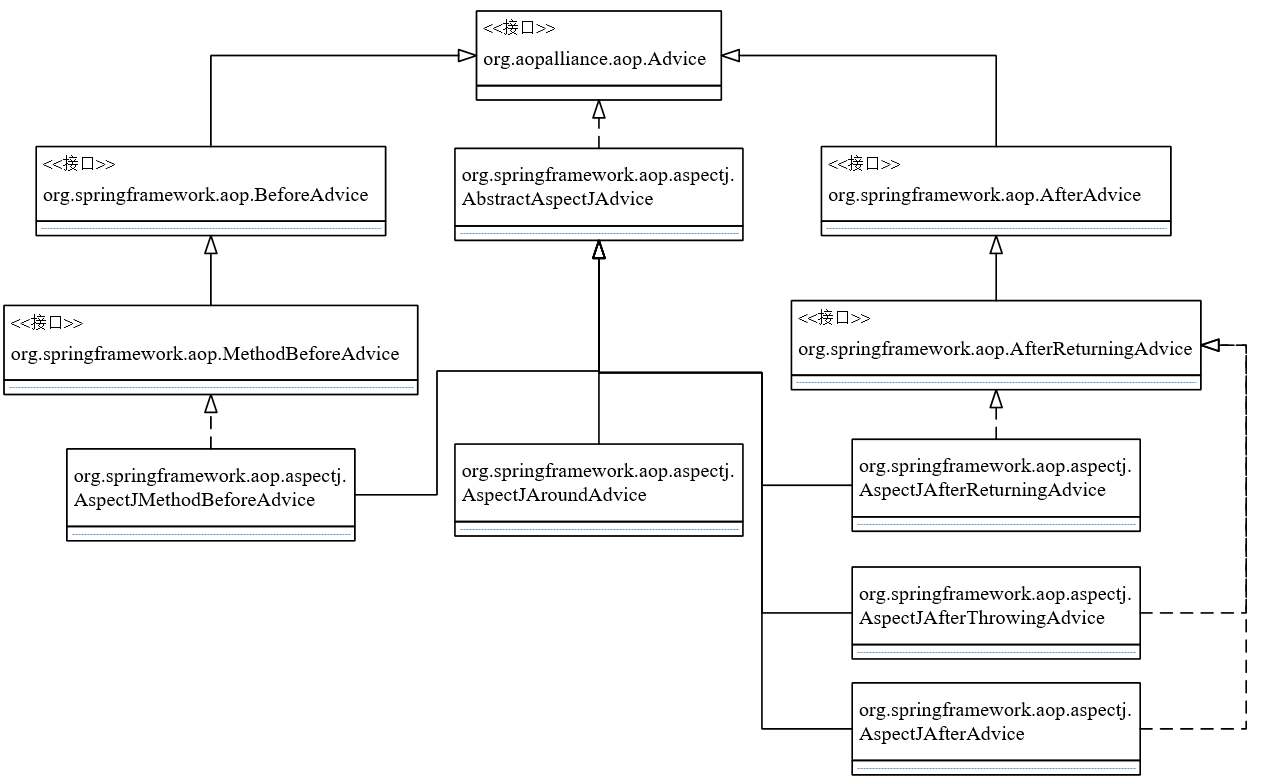 <<接口>>
org.aopalliance.aop.Advice
<<接口>>
org.springframework.aop.BeforeAdvice
org.springframework.aop.aspectj.
AbstractAspectJAdvice
<<接口>>
org.springframework.aop.AfterAdvice
<<接口>>
org.springframework.aop.MethodBeforeAdvice
<<接口>>
org.springframework.aop.AfterReturningAdvice
org.springframework.aop.aspectj.
AspectJMethodBeforeAdvice
org.springframework.aop.aspectj.
AspectJAroundAdvice
org.springframework.aop.aspectj.
AspectJAfterReturningAdvice
org.springframework.aop.aspectj.
AspectJAfterThrowingAdvice
org.springframework.aop.aspectj.
AspectJAfterAdvice